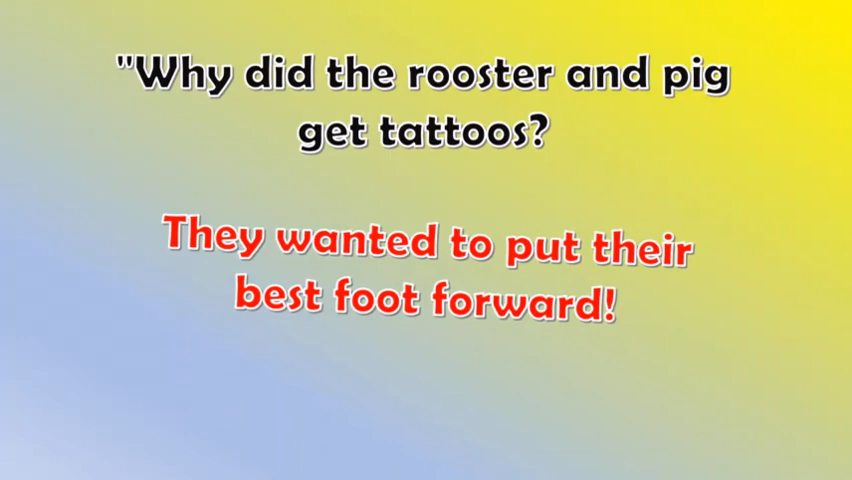 "Why did the rooster and pig
get tattoos?
They wanted to put their
best foot forward!